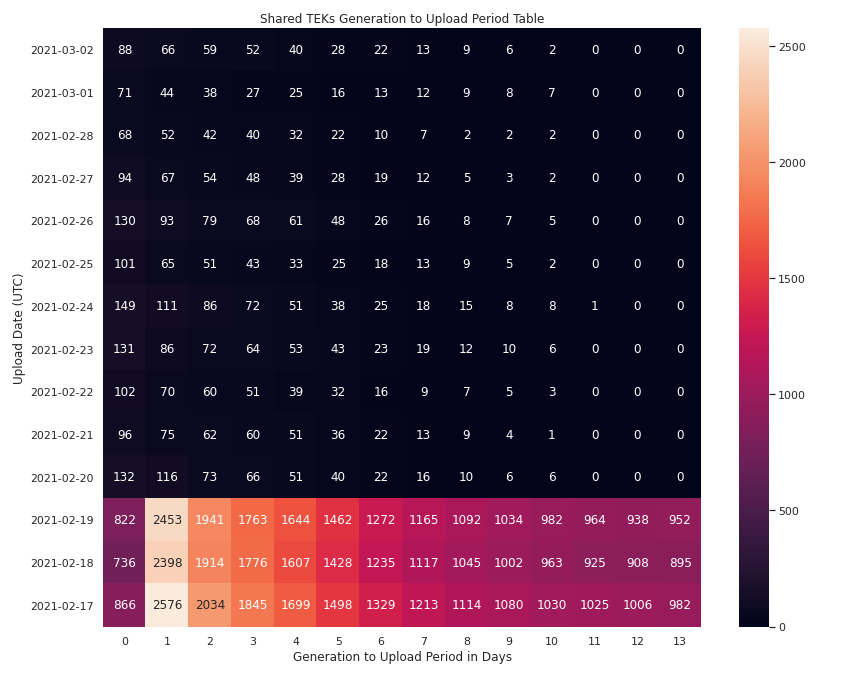 Shared TEKs Generation to Upload Period Table
2021-03-02 88 66 59 52 40 28 22 13 9 6 2 0 0 0
2021-03-01 71 44 38 27 25 16 13 12 9 8 7 0 0 0
2021-02-28 68 52 42 40 32 22 10 7 2 2 2 0 0 0
2021-02-27 94 67 54 48 39 28 19 12 5 3 2 0 0 0
2021-02-26 130 93 79 68 61 48 26 16 8 7 5 0 0 0
2021-02-25 101 65 51 43 33 25 18 13 9 5 2 0 0 0
2021-02-24 149 111 86 72 51 38 25 18 15 8 8 1 0 0
2021-02-23 131 86 72 64 53 43 23 19 12 10 6 0 0 0
2021-02-22 102 70 60 51 39 32 16 9 7 5 3 0 0 0
2021-02-21 96 75 62 60 51 36 22 13 9 4 1 0 0 0
2021-02-20 132 116 73 66 51 40 22 16 10 6 6 0 0 0
2021-02-19 822 2453 1941 1763 1644 1462 1272 1165 1092 1034 982 964 938 952
2021-02-18 736 2398 1914 1776 1607 1428 1235 1117 1045 1002 963 925 908 895
2021-02-17 866 2576 2034 1845 1699 1498 1329 1213 1114 1080 1030 1025 1006 982
0 1 2 3 4 5 6 7 8 9 10 11 12 13
Generation to Upload Period in Days
Upload Date (UTC)
2500
2000
1500
1000
500
0